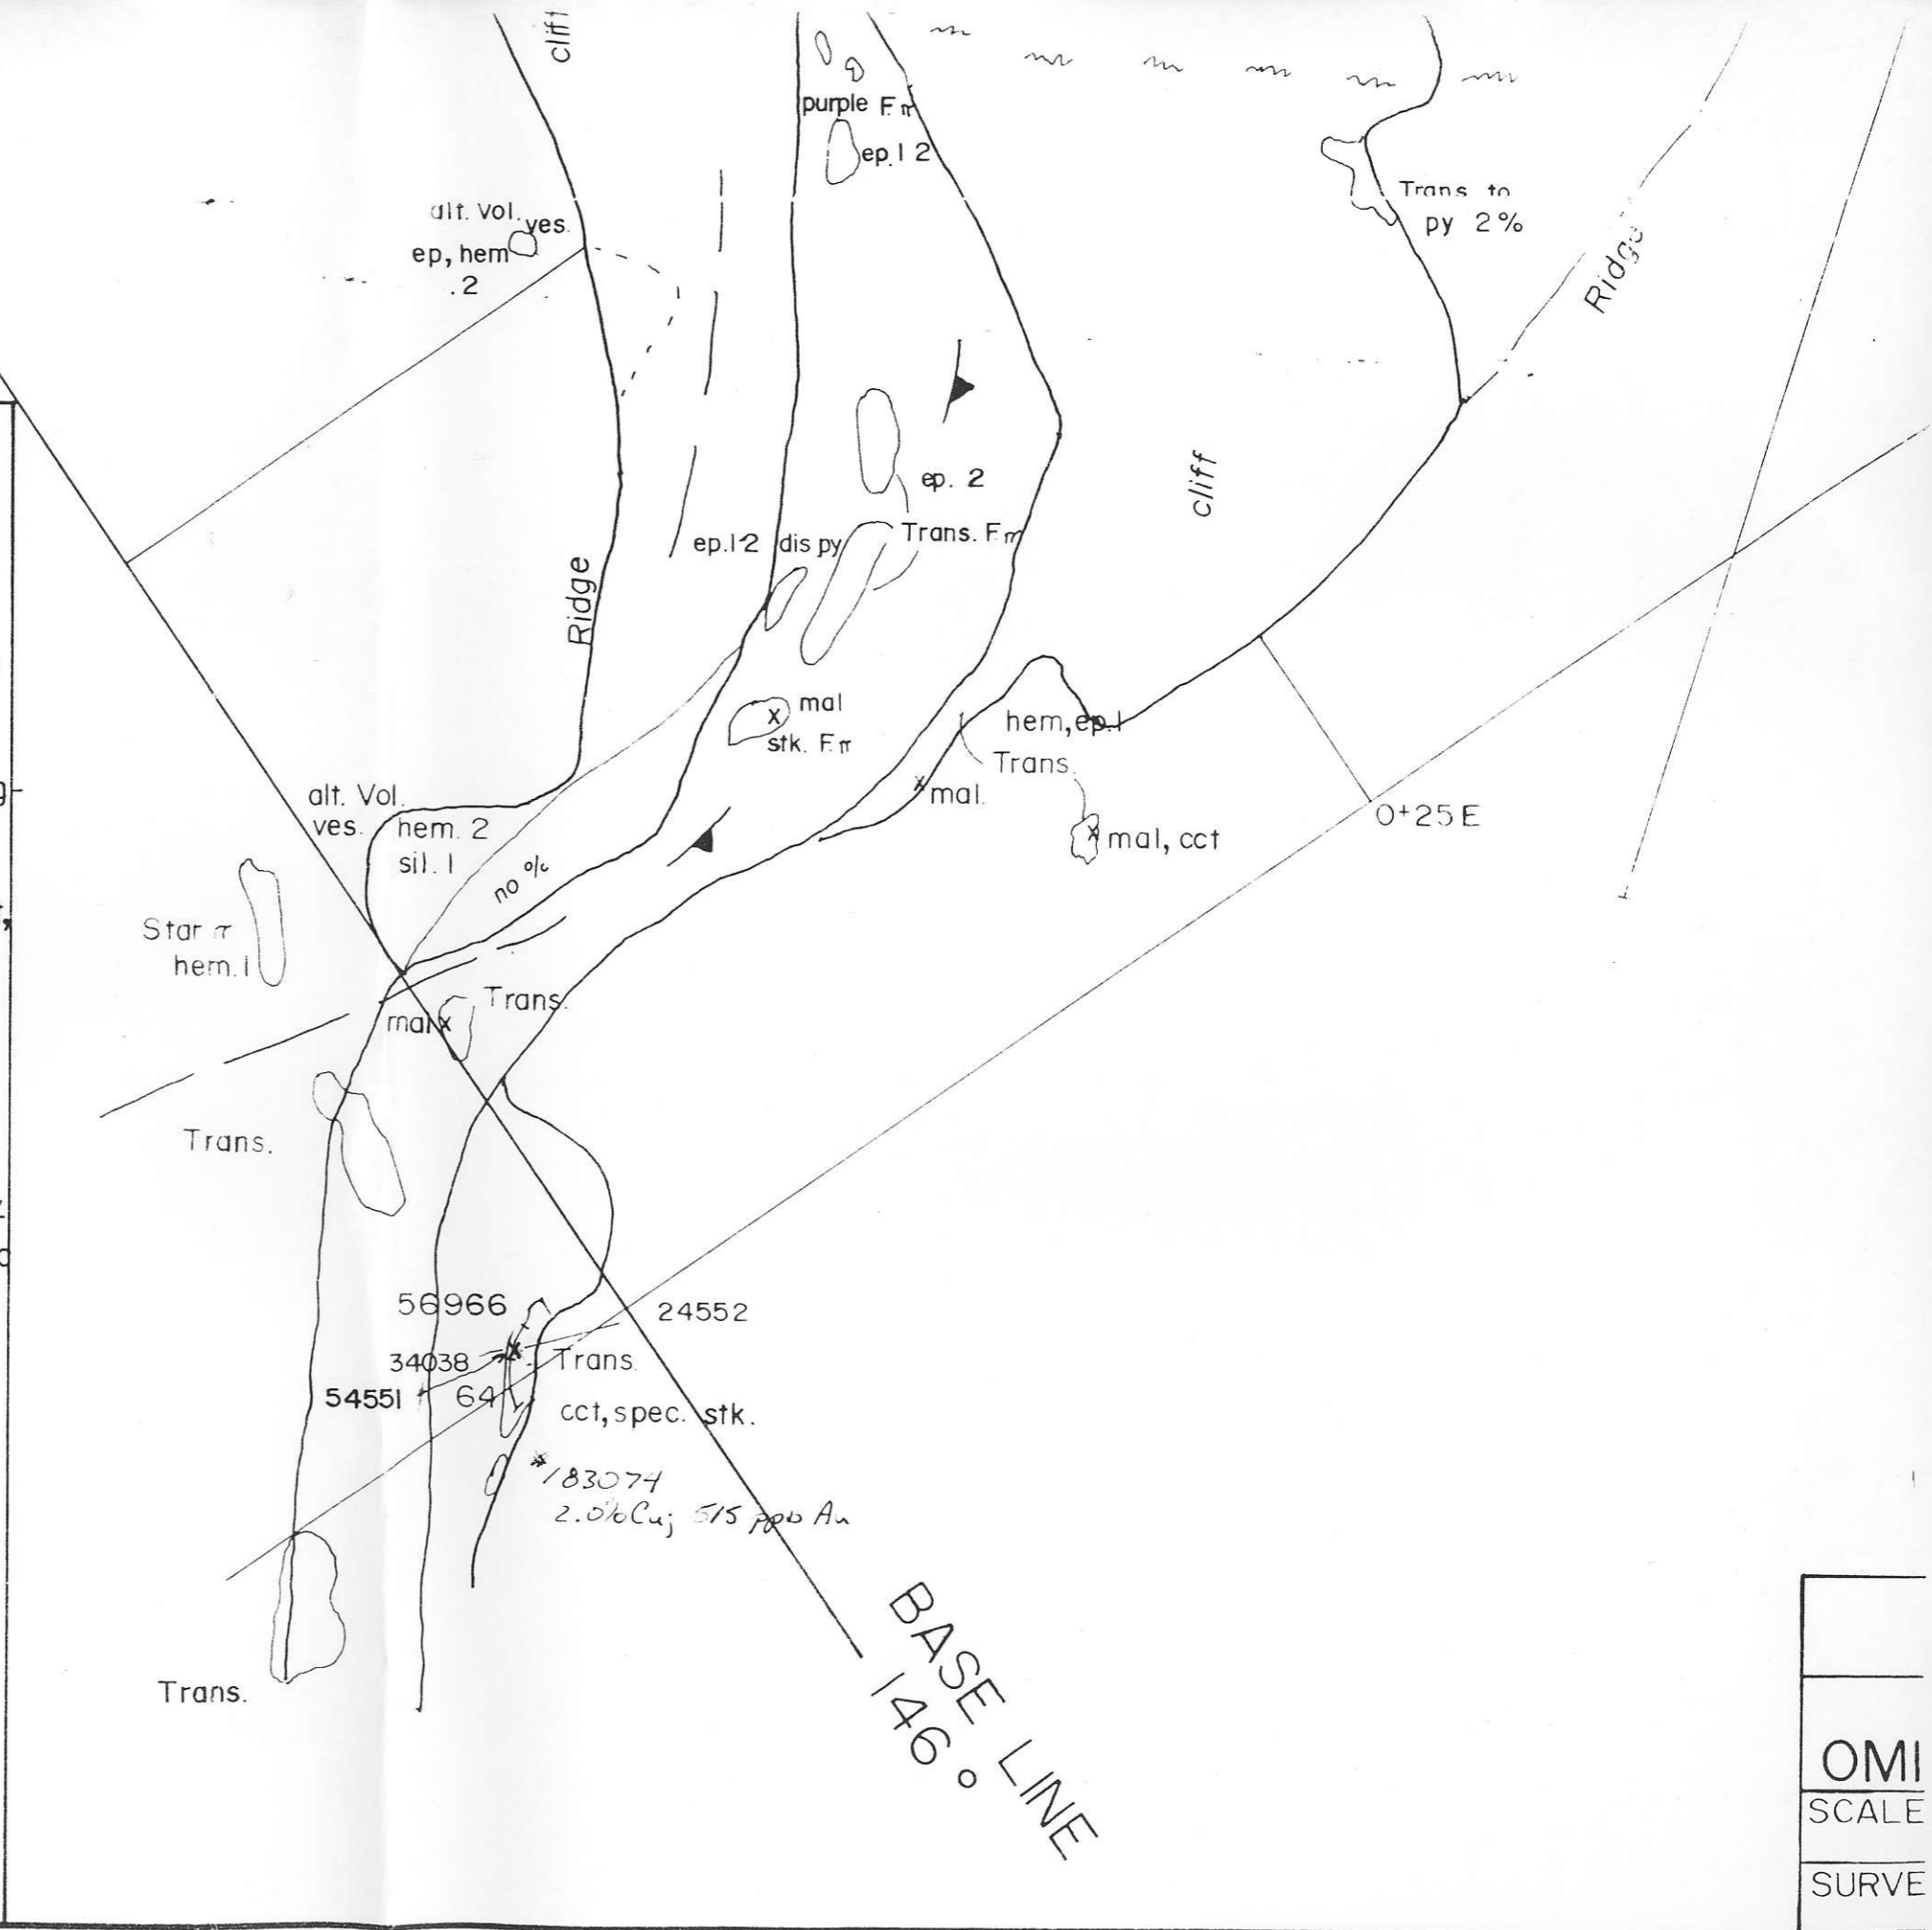 cliff
purple F.π
ep.1 2
Trans to
py 2%
alt. Vol.
ves.
ep, hem
.2
Ridge
cliff
ep. 2
Trans. F.π
ep.1-2 dis py
Ridge
mal
stk. F.π
hem, ep.1
Trans.
mal.
mal, cct
0+25E
alt. Vol.
ves.
hem. 2
sil. 1
no o/c
Star π
hem.1
Trans.
mal
Trans.
56966
24552
34038
Trans.
54551
64
cct, spec. stk.
*183074
2.0% Cu; 515 ppb Au
Trans.
BASE LINE
146°
OMI
SCALE
SURVE